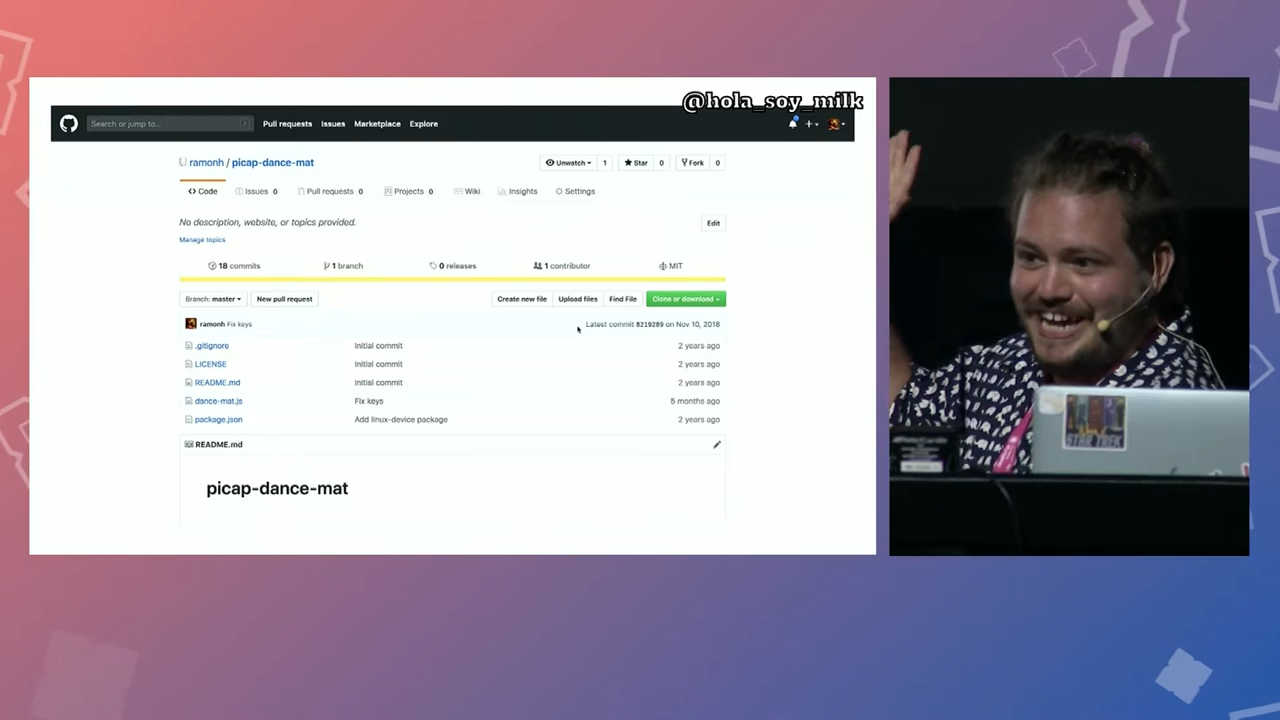 @hola_soy_milk
Search or jump to... / Pull requests Issues Marketplace Explore
ramonh / picap-dance-mat Unwatch 1 Star 0 Fork 0
Code Issues 0 Pull requests 0 Projects 0 Wiki Insights Settings
No description, website, or topics provided. Edit
Manage topics
18 commits 1 branch 0 releases 1 contributor MIT
Branch: master New pull request Create new file Upload files Find File Clone or download
ramonh Fix keys Latest commit 8219289 on Nov 10, 2018
.gitignore Initial commit 2 years ago
LICENSE Initial commit 2 years ago
README.md Initial commit 2 years ago
dance-mat.js Fix keys 5 months ago
package.json Add linux-device package 2 years ago
README.md
picap-dance-mat
STAR TREK